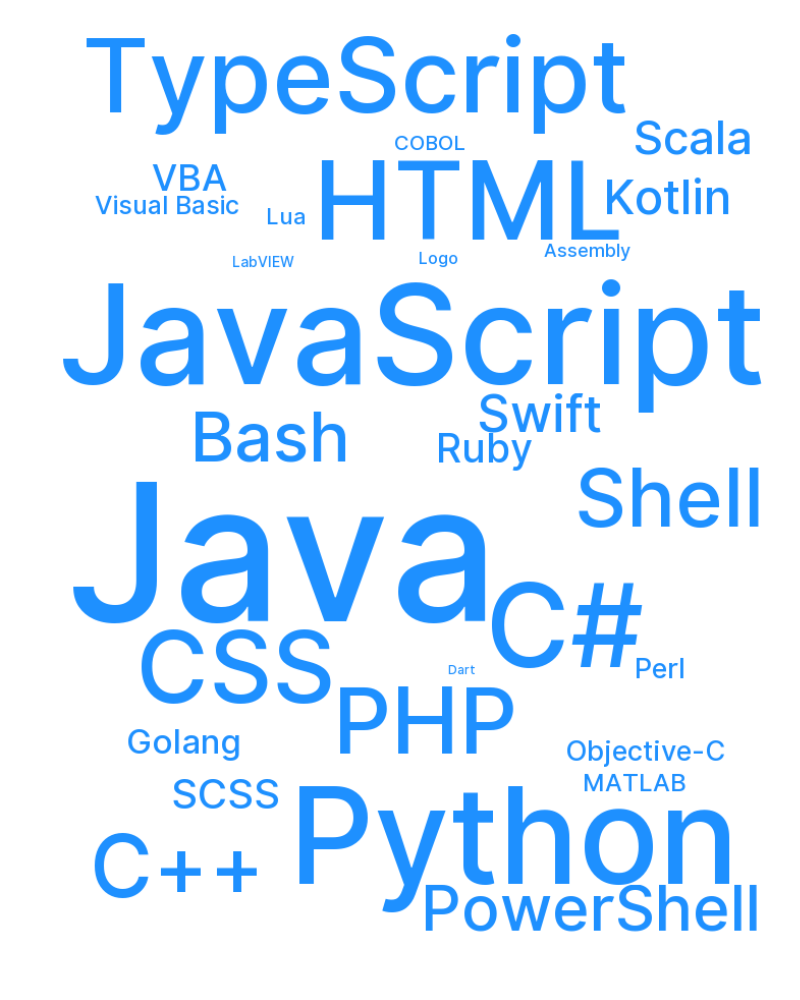 TypeScript
Scala
COBOL
VBA
HTML
Kotlin
Visual Basic
Lua
Assembly
Logo
LabVIEW
JavaScript
Swift
Bash
Ruby
Shell
Java
C#
CSS
Perl
Dart
PHP
Golang
Objective-C
MATLAB
SCSS
Python
C++
PowerShell